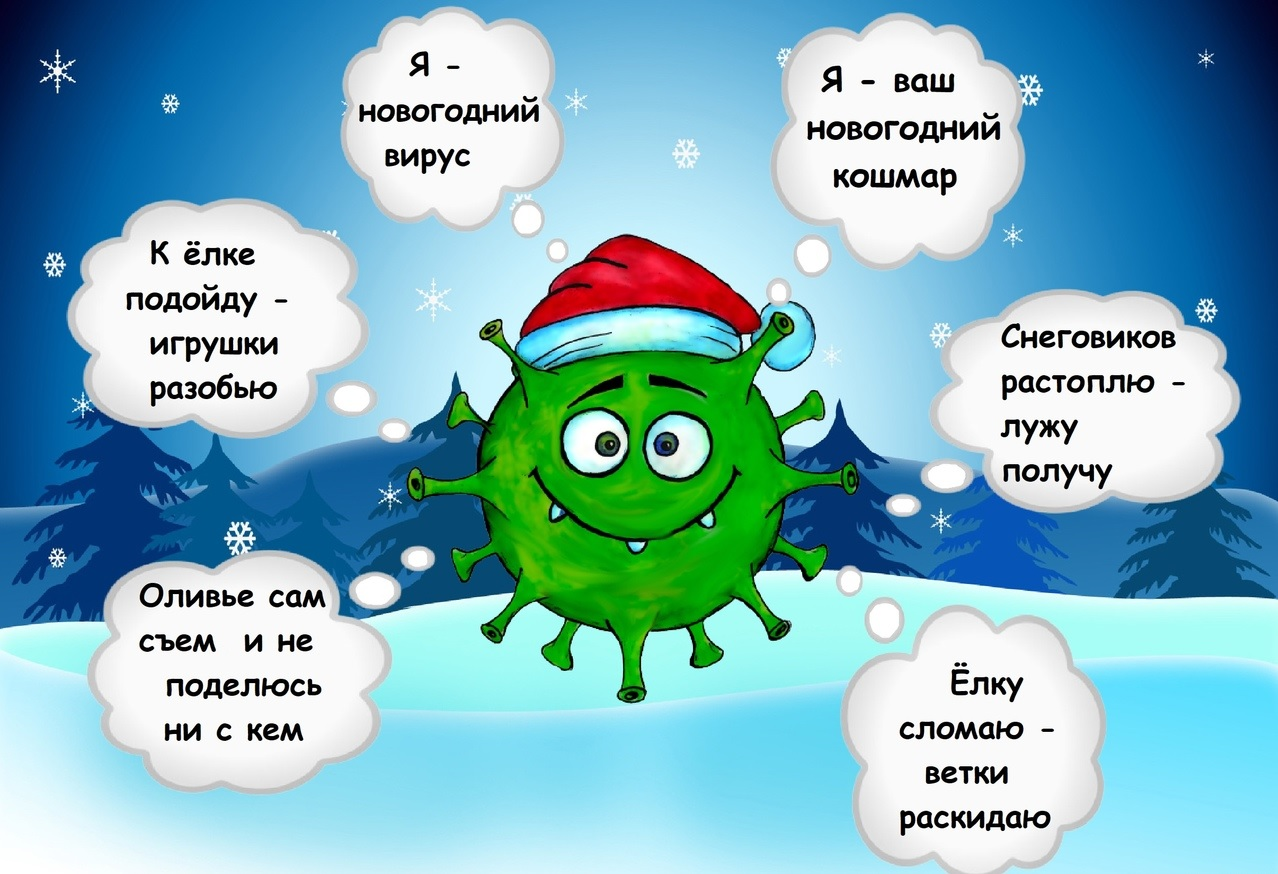 Я -
новогодний
вирус
Я - ваш
новогодний
кошмар
К ёлке
подойду -
игрушки
разобью
Снеговиков
растоплю -
лужу
получу
Оливье сам
съем и не
поделюсь
ни с кем
Ёлку
сломаю -
ветки
раскидаю